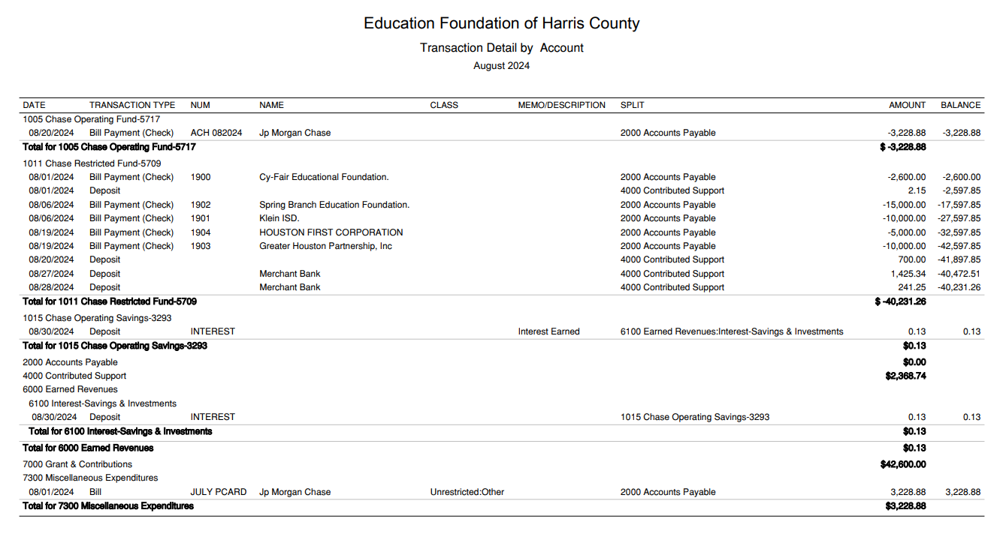 Education Foundation of Harris County
Transaction Detail by Account
August 2024
DATE TRANSACTION TYPE NUM NAME CLASS MEMO/DESCRIPTION SPLIT AMOUNT BALANCE
1005 Chase Operating Fund-5717
08/20/2024 Bill Payment (Check) ACH 082024 Jp Morgan Chase 2000 Accounts Payable -3,228.88 -3,228.88
Total for 1005 Chase Operating Fund-5717 $ -3,228.88
1011 Chase Restricted Fund-5709
08/01/2024 Bill Payment (Check) 1900 Cy-Fair Educational Foundation. 2000 Accounts Payable -2,600.00 -2,600.00
08/01/2024 Deposit 4000 Contributed Support 2.15 -2,597.85
08/06/2024 Bill Payment (Check) 1902 Spring Branch Education Foundation. 2000 Accounts Payable -15,000.00 -17,597.85
08/06/2024 Bill Payment (Check) 1901 Klein ISD. 2000 Accounts Payable -10,000.00 -27,597.85
08/19/2024 Bill Payment (Check) 1904 HOUSTON FIRST CORPORATION 2000 Accounts Payable -5,000.00 -32,597.85
08/19/2024 Bill Payment (Check) 1903 Greater Houston Partnership, Inc 2000 Accounts Payable -10,000.00 -42,597.85
08/20/2024 Deposit 4000 Contributed Support 700.00 -41,897.85
08/27/2024 Deposit Merchant Bank 4000 Contributed Support 1,425.34 -40,472.51
08/28/2024 Deposit Merchant Bank 4000 Contributed Support 241.25 -40,231.26
Total for 1011 Chase Restricted Fund-5709 $ -40,231.26
1015 Chase Operating Savings-3293
08/30/2024 Deposit INTEREST Interest Earned 6100 Earned Revenues:Interest-Savings & Investments 0.13 0.13
Total for 1015 Chase Operating Savings-3293 $0.13
2000 Accounts Payable $0.00
4000 Contributed Support $2,368.74
6000 Earned Revenues
6100 Interest-Savings & Investments
08/30/2024 Deposit INTEREST 1015 Chase Operating Savings-3293 0.13 0.13
Total for 6100 Interest-Savings & Investments $0.13
Total for 6000 Earned Revenues $0.13
7000 Grant & Contributions $42,600.00
7300 Miscellaneous Expenditures
08/01/2024 Bill JULY PCARD Jp Morgan Chase Unrestricted:Other 2000 Accounts Payable 3,228.88 3,228.88
Total for 7300 Miscellaneous Expenditures $3,228.88